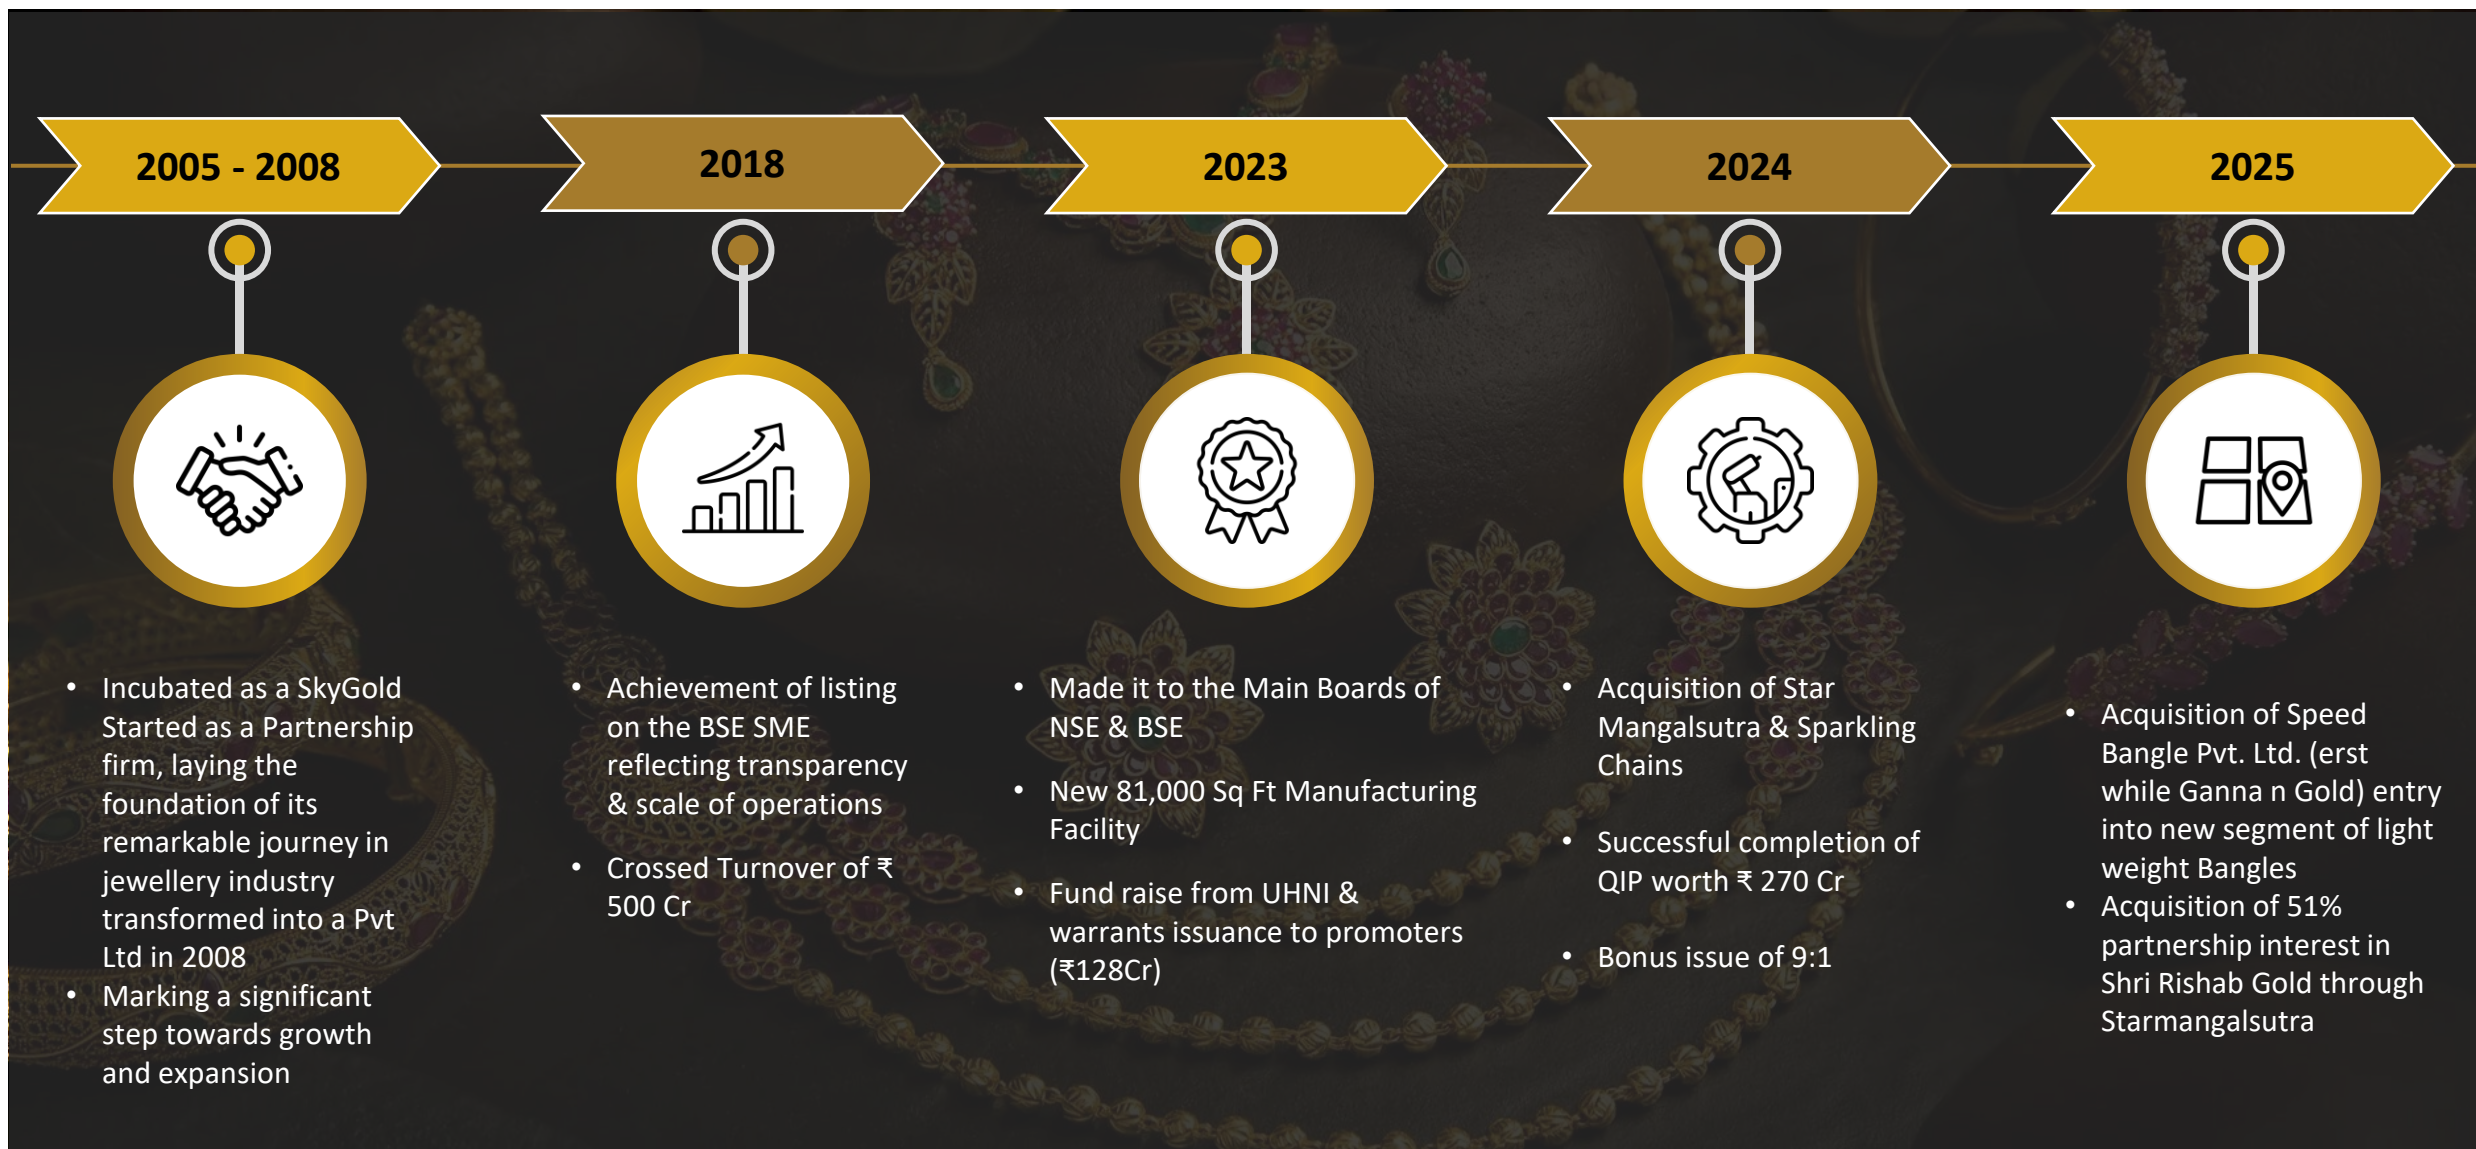 2005 - 2008
• Incubated as a SkyGold
Started as a Partnership
firm, laying the
foundation of its
remarkable journey in
jewellery industry
transformed into a Pvt
Ltd in 2008
• Marking a significant
step towards growth
and expansion
2018
• Achievement of listing
on the BSE SME
reflecting transparency
& scale of operations
• Crossed Turnover of ₹
500 Cr
2023
• Made it to the Main Boards of
NSE & BSE
• New 81,000 Sq Ft Manufacturing
Facility
• Fund raise from UHNI &
warrants issuance to promoters
(₹128Cr)
2024
• Acquisition of Star
Mangalsutra & Sparkling
Chains
• Successful completion of
QIP worth ₹ 270 Cr
• Bonus issue of 9:1
2025
• Acquisition of Speed
Bangle Pvt. Ltd. (erst
while Ganna n Gold) entry
into new segment of light
weight Bangles
• Acquisition of 51%
partnership interest in
Shri Rishab Gold through
Starmangalsutra